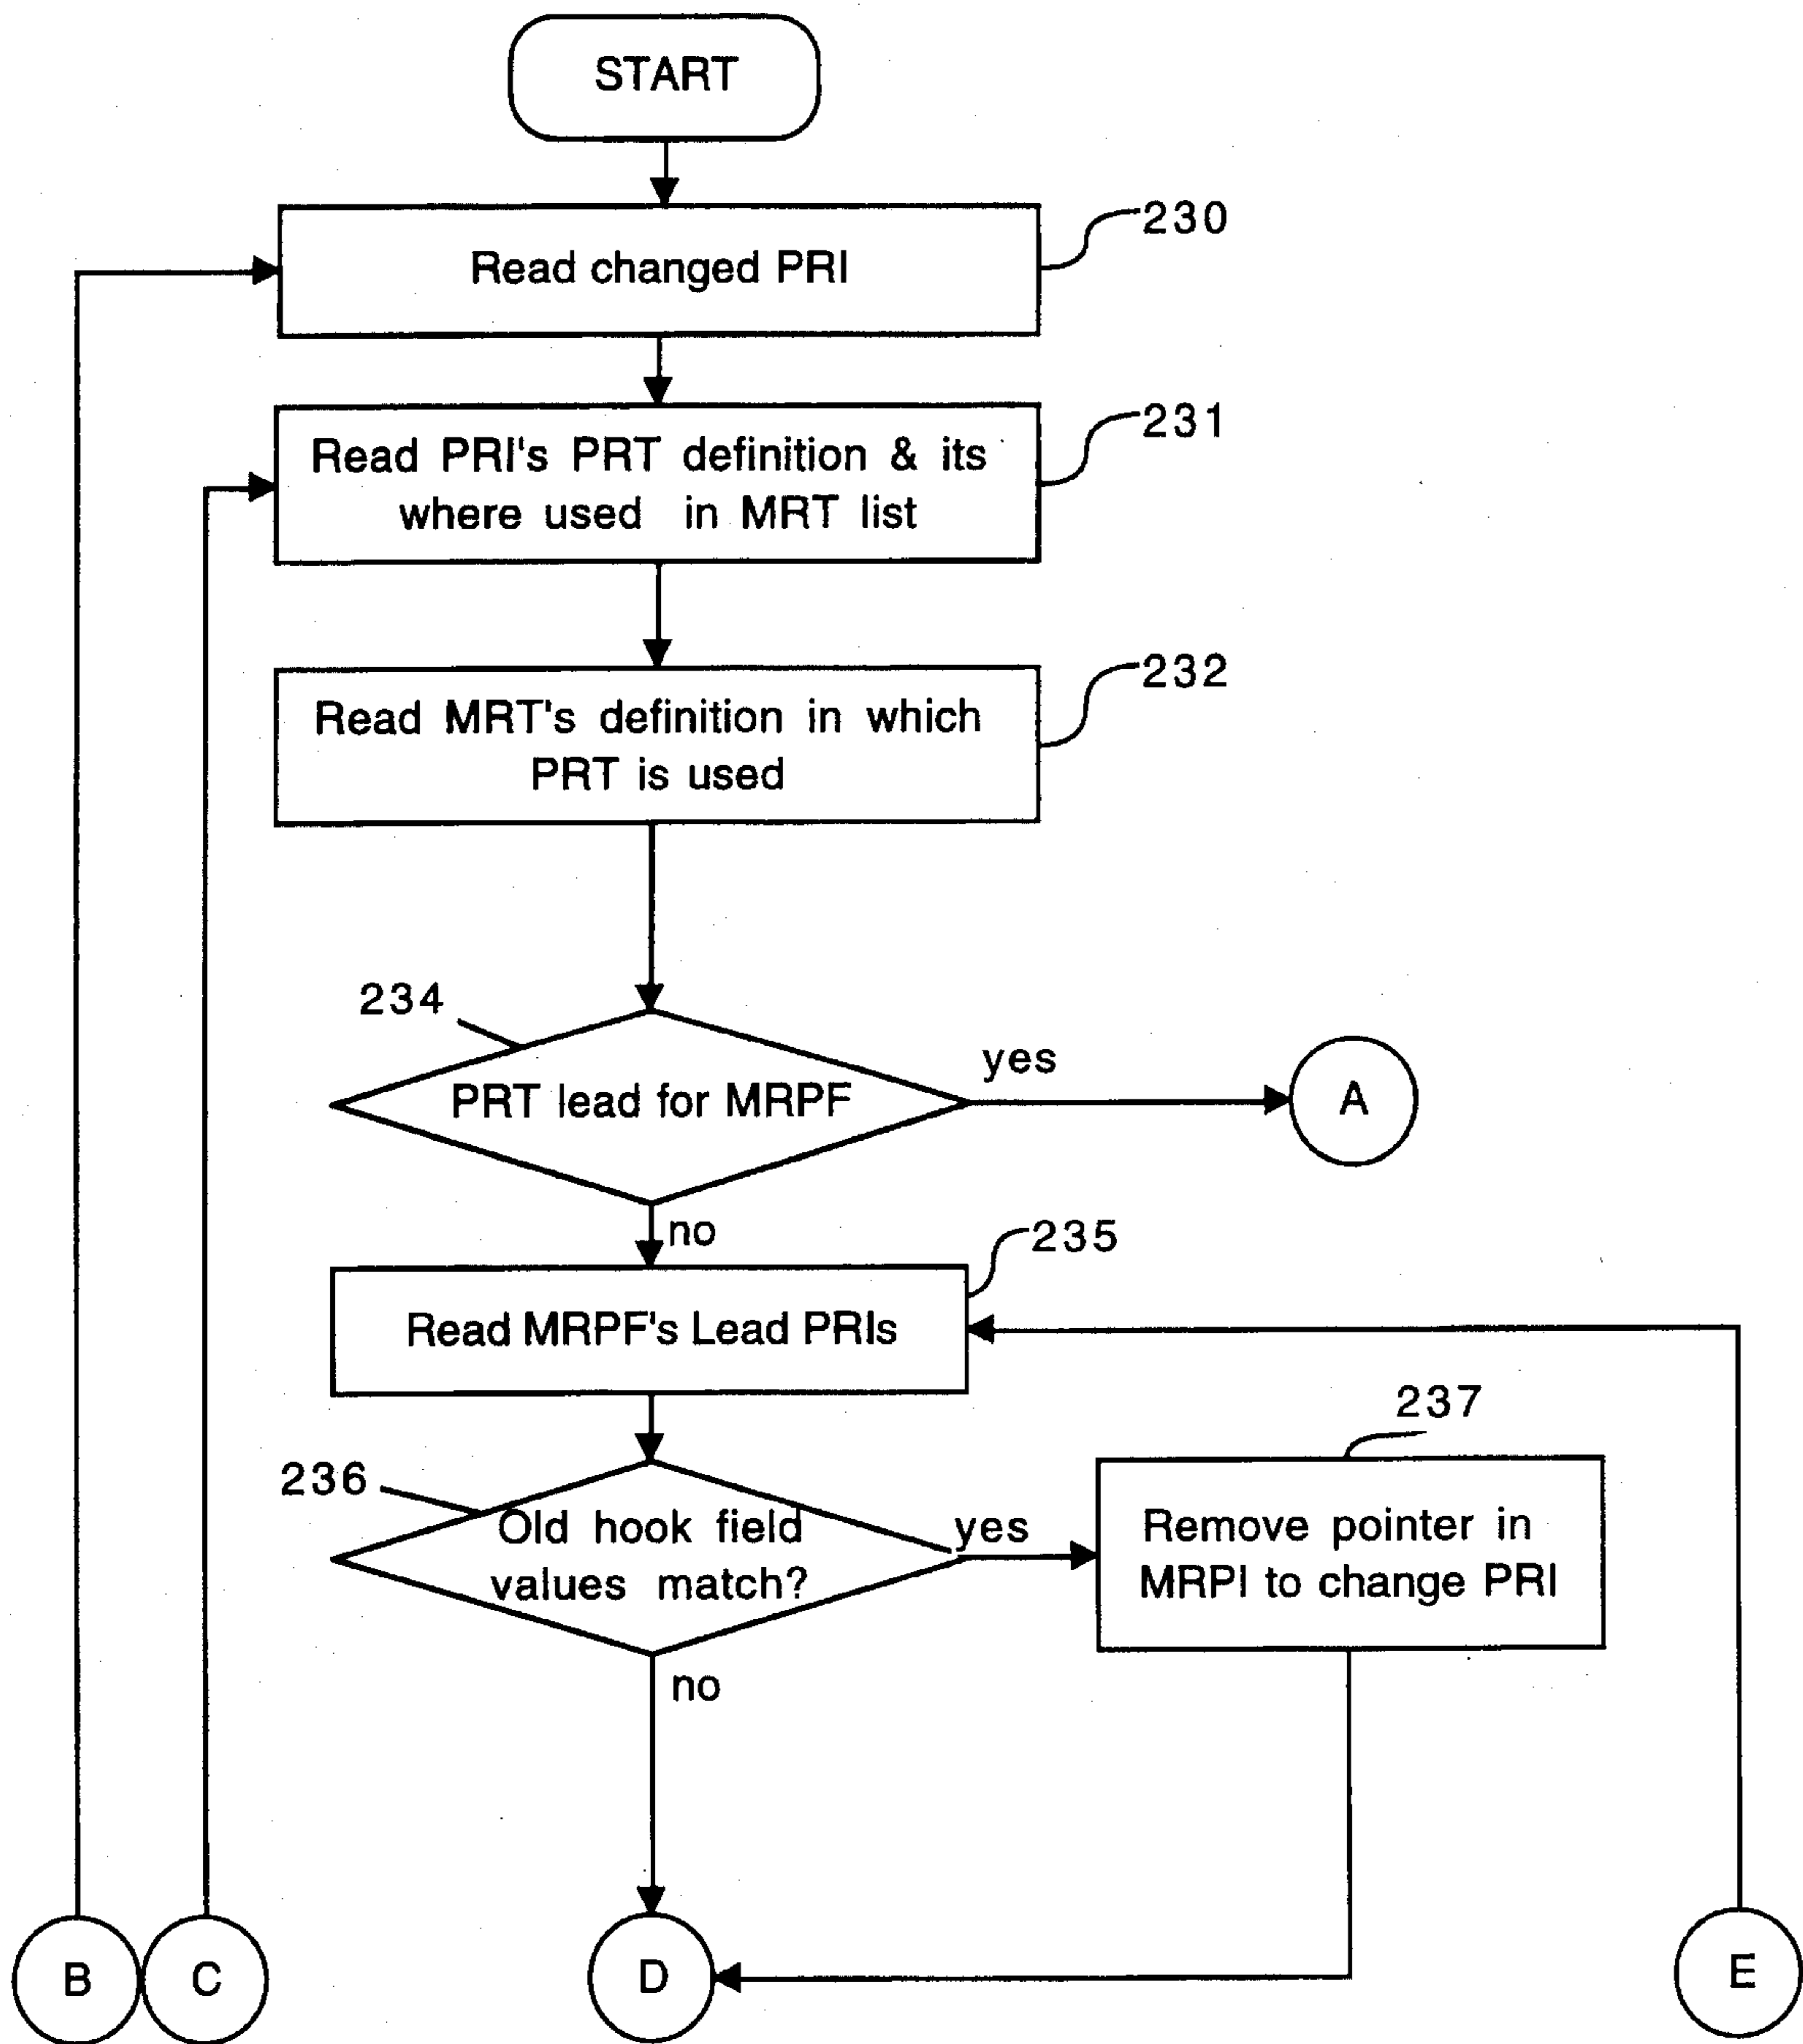 START
230
Read changed PRI
231
Read PRI's PRT definition & its
where used in MRT list
232
Read MRT's definition in which
PRT is used
234
PRT lead for MRPF
yes
A
no
235
Read MRPF's Lead PRIs
237
236
Old hook field
values match?
yes
Remove pointer in
MRPI to change PRI
no
B
C
D
E